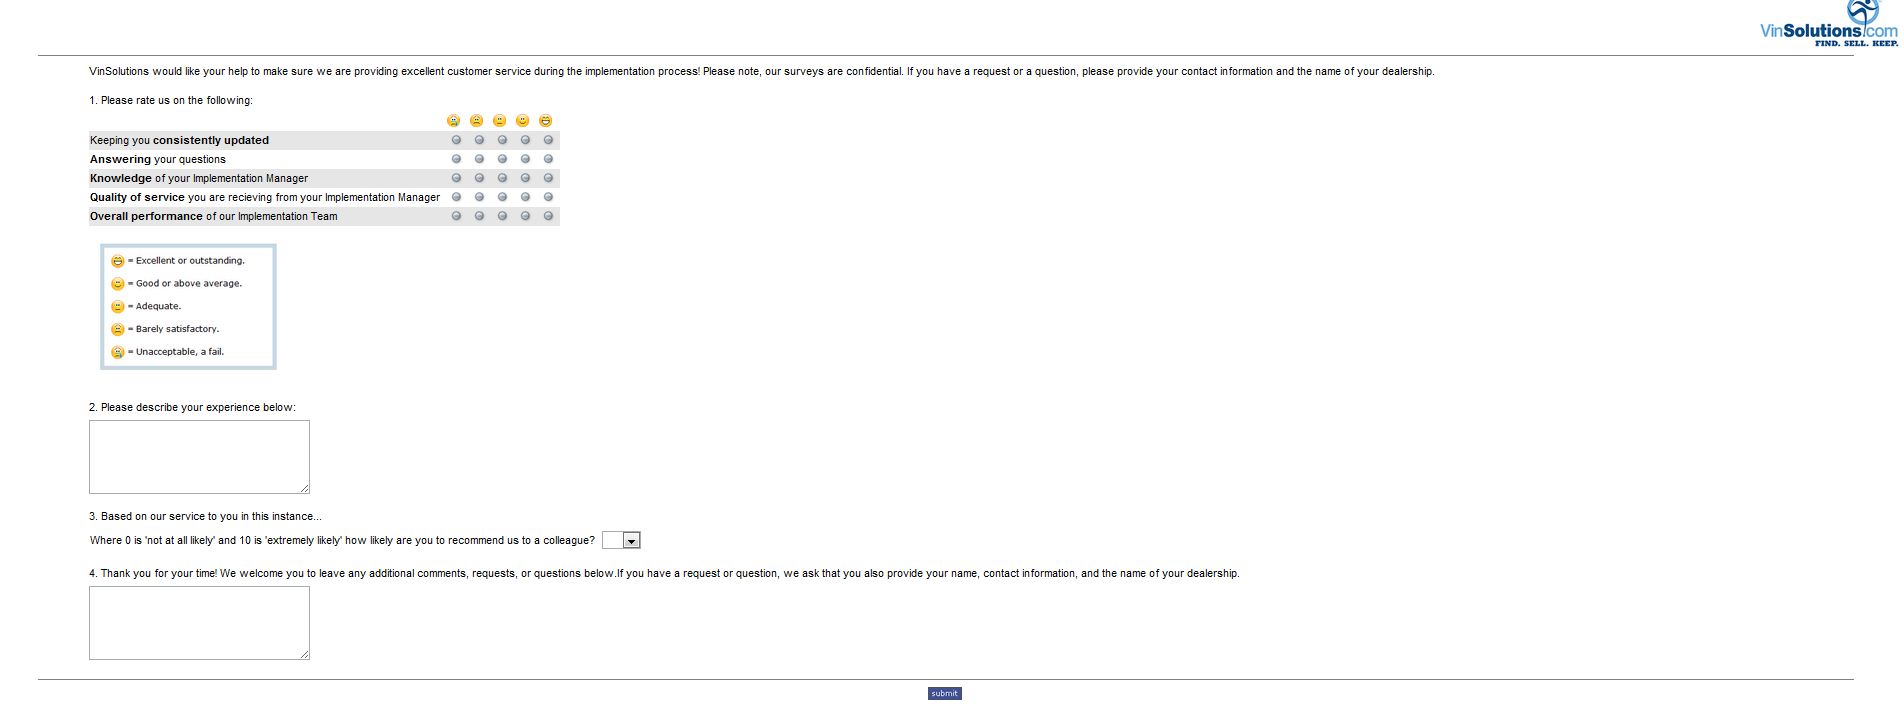 VinSolutions.com
FIND. SELL. KEEP.
VinSolutions would like your help to make sure we are providing excellent customer service during the implementation process! Please note, our surveys are confidential. If you have a request or a question, please provide your contact information and the name of your dealership.
1. Please rate us on the following:
Keeping you consistently updated
Answering your questions
Knowledge of your Implementation Manager
Quality of service you are recieving from your Implementation Manager
Overall performance of our Implementation Team
= Excellent or outstanding.
= Good or above average.
= Adequate.
= Barely satisfactory.
= Unacceptable, a fail.
2. Please describe your experience below:
3. Based on our service to you in this instance...
Where 0 is 'not at all likely' and 10 is 'extremely likely' how likely are you to recommend us to a colleague?
4. Thank you for your time! We welcome you to leave any additional comments, requests, or questions below.If you have a request or question, we ask that you also provide your name, contact information, and the name of your dealership.
submit